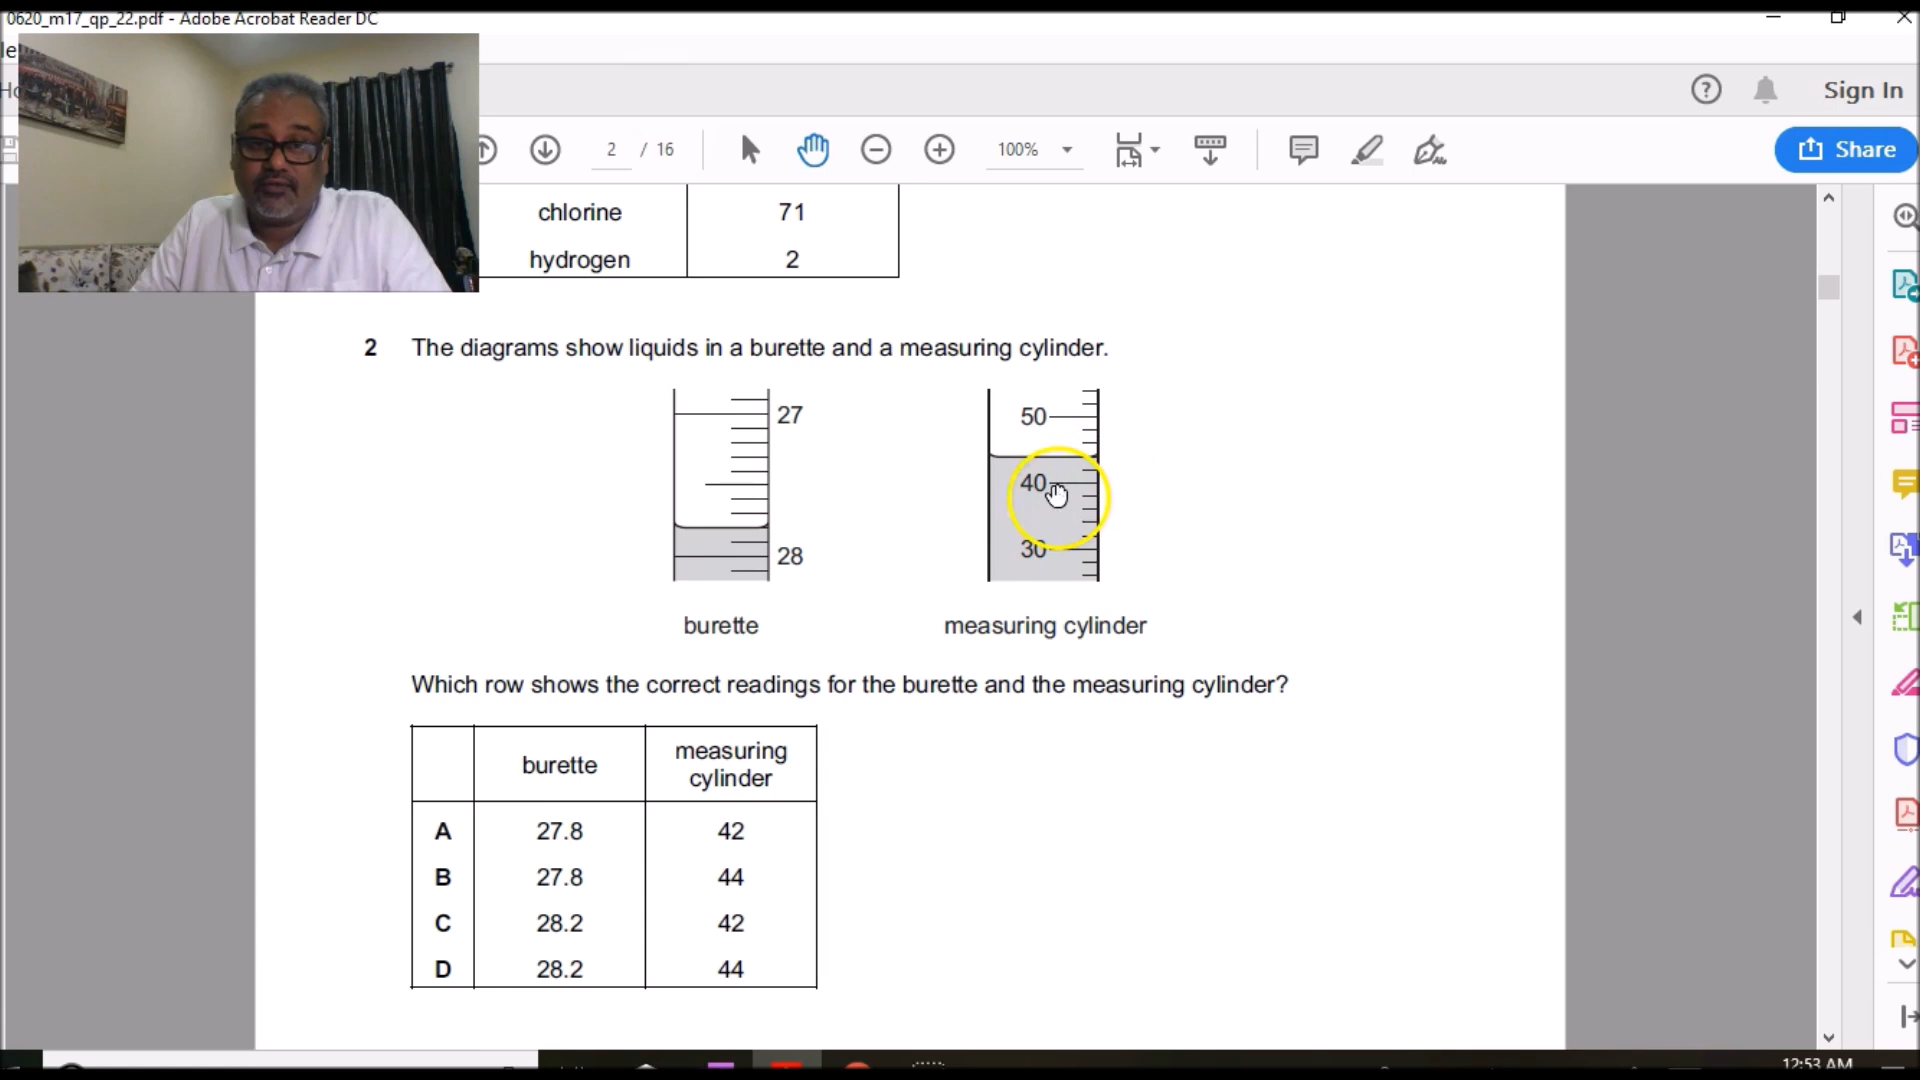 0620_m17_qp_22.pdf - Adobe Acrobat Reader DC
Sign In
2 / 16
100%
Share
chlorine 71
hydrogen 2
2 The diagrams show liquids in a burette and a measuring cylinder.
27
28
50
40
30
burette
measuring cylinder
Which row shows the correct readings for the burette and the measuring cylinder?
burette measuring
cylinder
A 27.8 42
B 27.8 44
C 28.2 42
D 28.2 44
12:53 AM